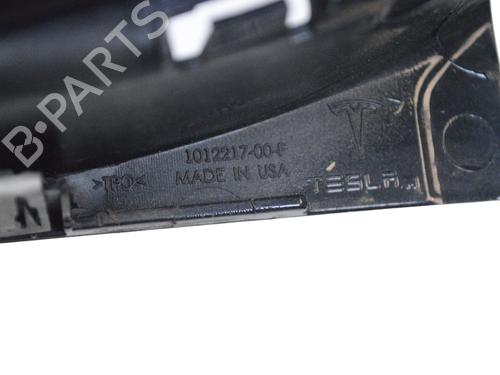 B-PARTS
1012217-00-F
>TPO<
MADE IN USA
TESLA